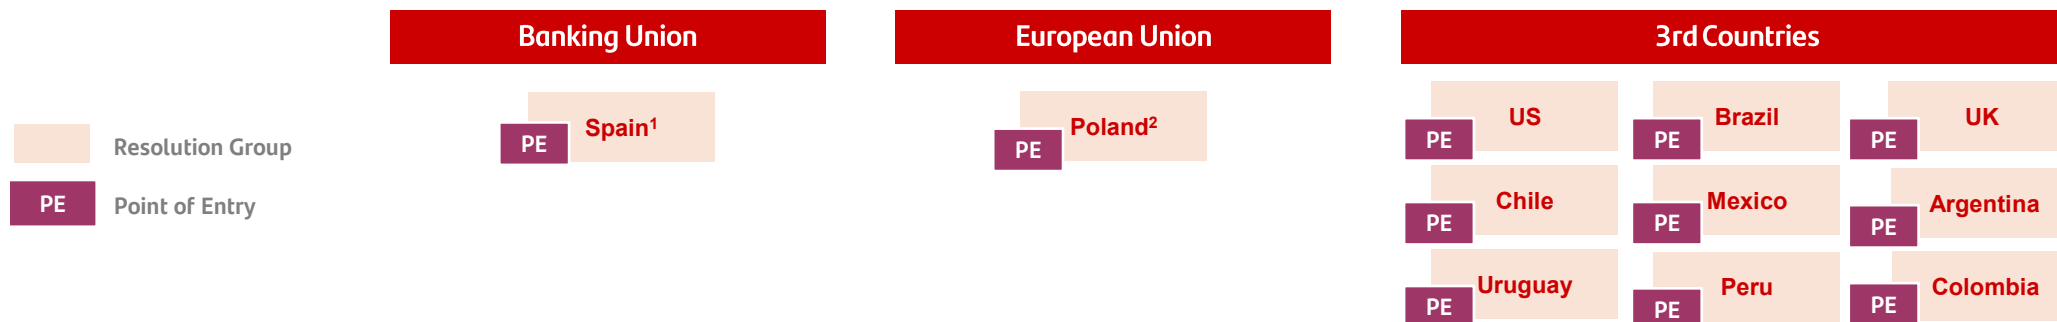 Banking Union
European Union
3rd Countries
Resolution Group
PE Point of Entry
Spain¹
PE
Poland²
PE
US
PE
Brazil
PE
UK
PE
Chile
PE
Mexico
PE
Argentina
PE
Uruguay
PE
Peru
PE
Colombia
PE